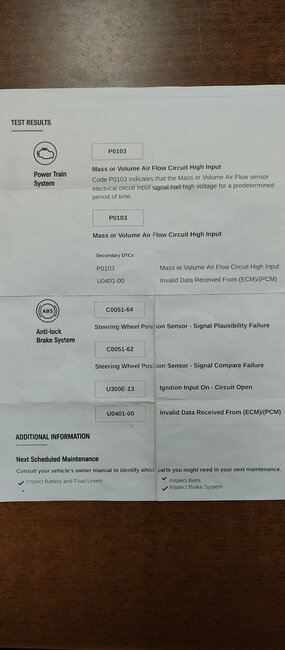 TEST RESULTS
P0103
Power Train
System
Mass or Volume Air Flow Circuit High Input
Code P0103 indicates that the Mass or Volume Air Flow sensor
electrical circuit input signal had high voltage for a predetermined
period of time.
P0103
Mass or Volume Air Flow Circuit High Input
Secondary DTCs
P0103 Mass or Volume Air Flow Circuit High Input
U0401-00 Invalid Data Received From (ECM)/(PCM)
ABS
Anti-lock
Brake System
C0051-64
Steering Wheel Position Sensor - Signal Plausibility Failure
C0051-62
Steering Wheel Position Sensor - Signal Compare Failure
U300E-13 Ignition Input On - Circuit Open
U0401-00 Invalid Data Received From (ECM)/(PCM)
ADDITIONAL INFORMATION
Next Scheduled Maintenance
Consult your vehicle's owner manual to identify which parts you might need in your next maintenance.
Inspect Battery and Fluid Levels
Inspect Belts
Inspect Brake System